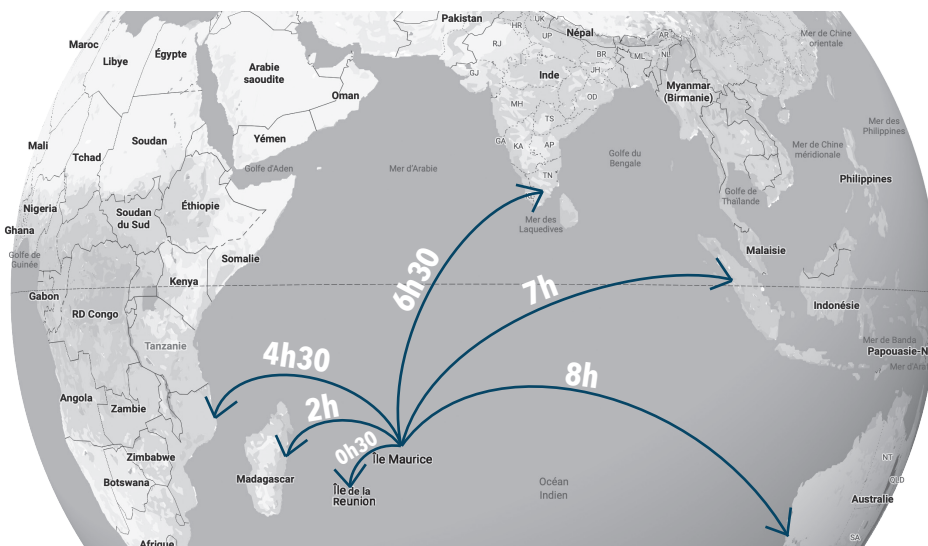 Pakistan
HR
UK
Mer de Chine
orientale
Maroc
Égypte
RJ
UP
Népal
AR
Libye
BR
ML
NL
Arabie
saoudite
GJ
Inde
JH
Myanmar
(Birmanie)
Oman
MH
OD
TS
Mer des
Philippines
Soudan
Yémen
GA
KA
AP
Mali
Tchad
Golfe d'Aden
Mer d'Arabie
Golfe du
Bengale
Mer de Chine
méridionale
TN
Philippines
Nigeria
Soudan
du Sud
Éthiopie
Golfe de
Thaïlande
Ghana
Mer des
Laquedives
Golfe de
Guinée
Somalie
Malaisie
Kenya
6h30
7h
Gabon
RD Congo
Indonésie
Tanzanie
Mer de Banda
Papouasie-N
Mer d'Ara
4h30
8h
Angola
Zambie
2h
0h30
Île Maurice
Zimbabwe
NT
Botswana
Madagascar
Île de la
Réunion
Océan
Indien
QLD
Australie
SA
Afrique